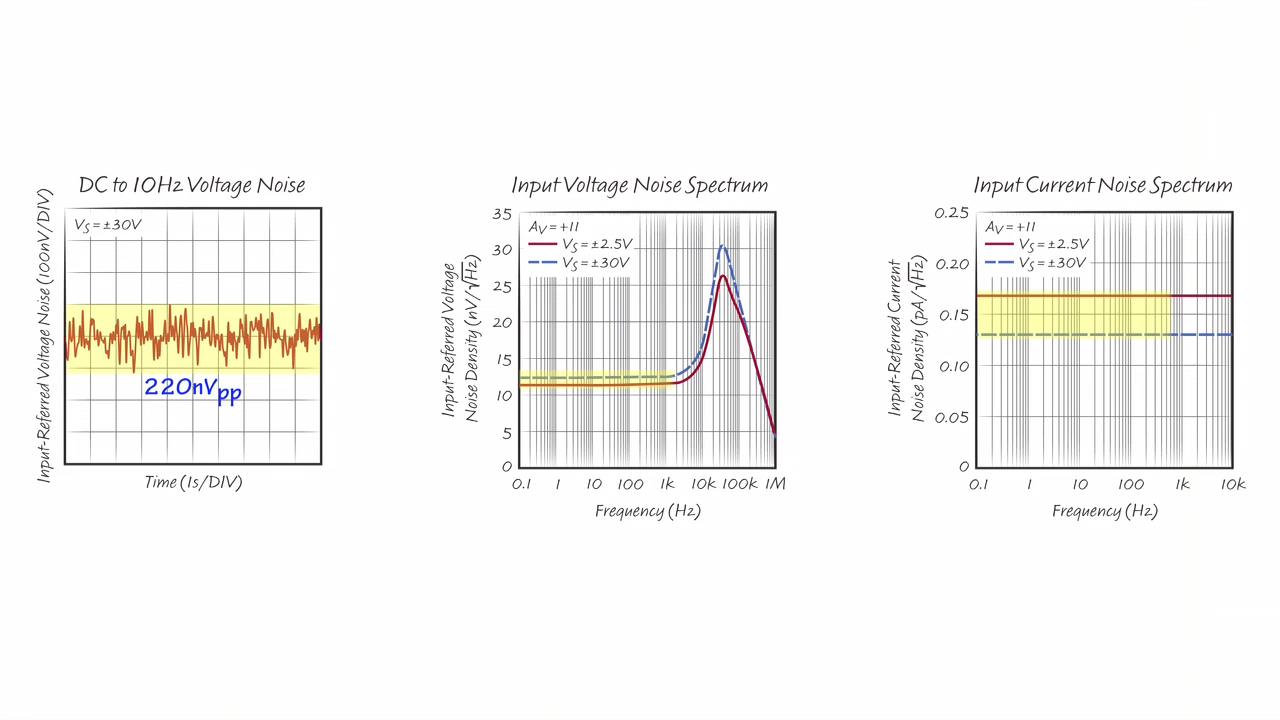 DC to 10Hz Voltage Noise
Input-Referred Voltage Noise (100nV/DIV)
VS = ±30V
220nVpp
Time (1s/DIV)
Input Voltage Noise Spectrum
Input-Referred Voltage
Noise Density (nV/√Hz)
35
30
25
20
15
10
5
0
AV = +11
VS = ±2.5V
VS = ±30V
0.1 1 10 100 1k 10k 100k 1M
Frequency (Hz)
Input Current Noise Spectrum
Input-Referred Current
Noise Density (pA/√Hz)
0.25
0.20
0.15
0.10
0.05
0
AV = +11
VS = ±2.5V
VS = ±30V
0.1 1 10 100 1k 10k
Frequency (Hz)